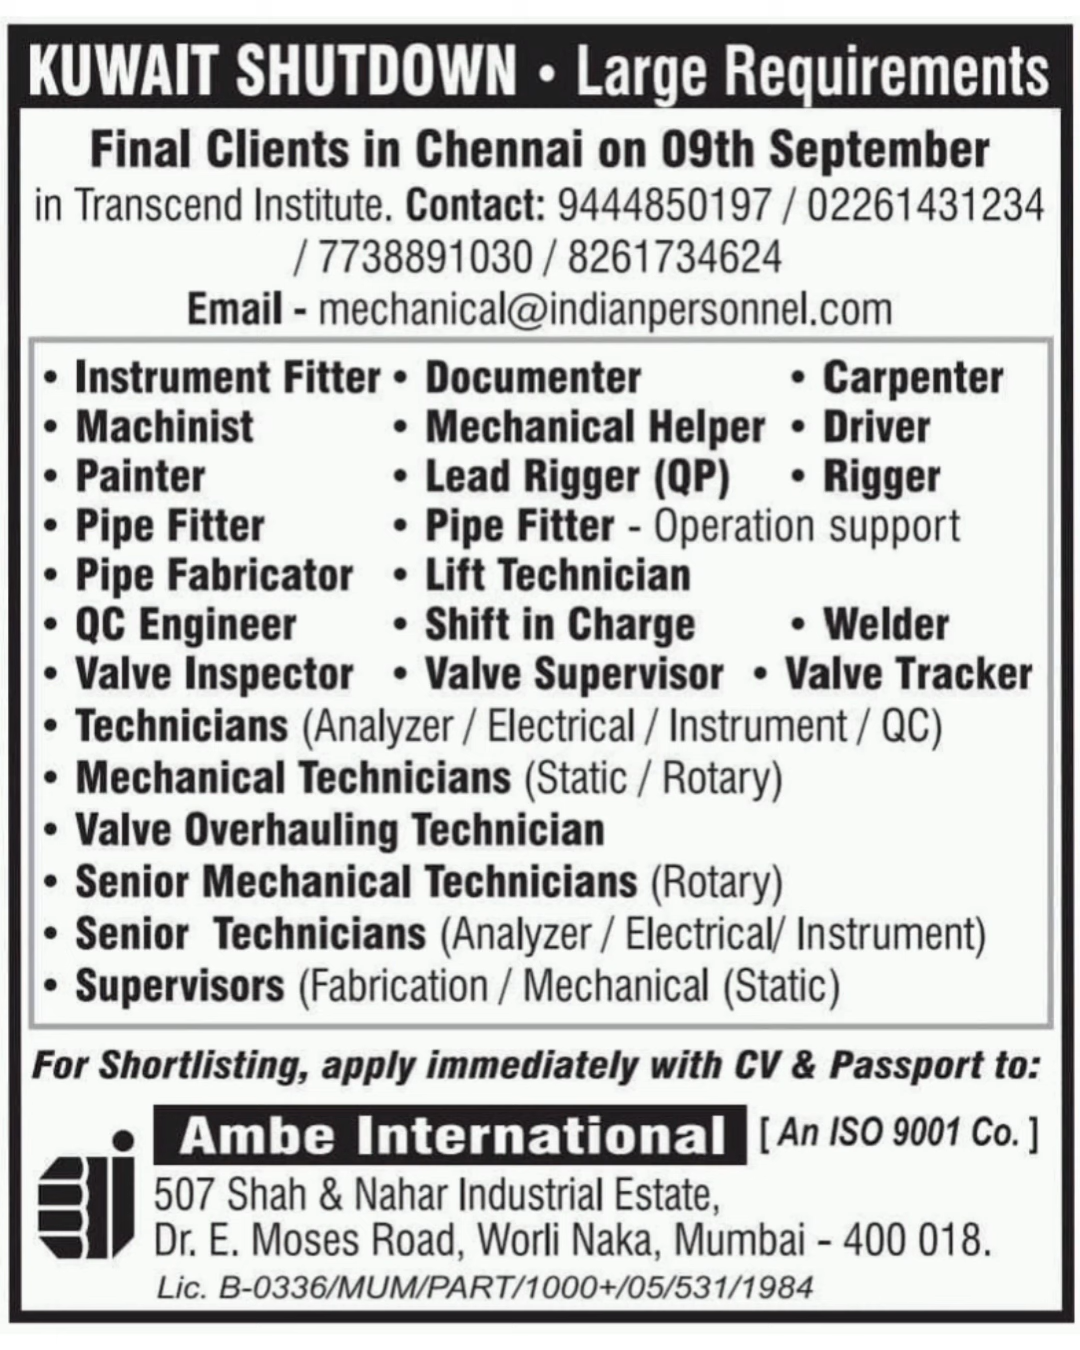 KUWAIT SHUTDOWN • Large Requirements
Final Clients in Chennai on 09th September
in Transcend Institute. Contact: 9444850197 / 02261431234
/ 7738891030 / 8261734624
Email - mechanical@indianpersonnel.com
• Instrument Fitter • Documenter • Carpenter
• Machinist • Mechanical Helper • Driver
• Painter • Lead Rigger (QP) • Rigger
• Pipe Fitter • Pipe Fitter - Operation support
• Pipe Fabricator • Lift Technician
• QC Engineer • Shift in Charge • Welder
• Valve Inspector • Valve Supervisor • Valve Tracker
• Technicians (Analyzer / Electrical / Instrument / QC)
• Mechanical Technicians (Static / Rotary)
• Valve Overhauling Technician
• Senior Mechanical Technicians (Rotary)
• Senior Technicians (Analyzer / Electrical/ Instrument)
• Supervisors (Fabrication / Mechanical (Static)
For Shortlisting, apply immediately with CV & Passport to:
Ambe International [ An ISO 9001 Co. ]
507 Shah & Nahar Industrial Estate,
Dr. E. Moses Road, Worli Naka, Mumbai - 400 018.
Lic. B-0336/MUM/PART/1000+/05/531/1984